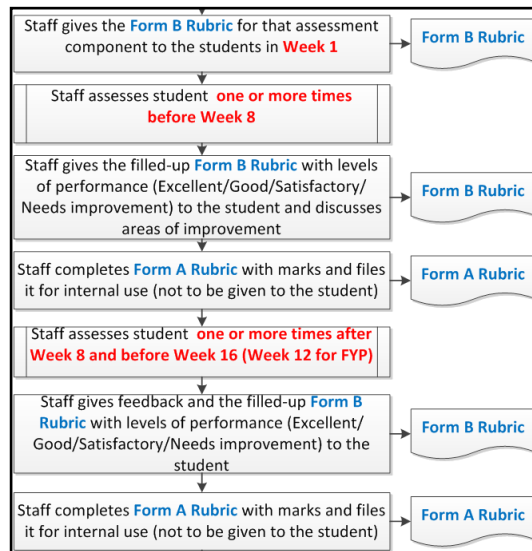 Staff gives the Form B Rubric for that assessment
component to the students in Week 1
Form B Rubric
Staff assesses student one or more times
before Week 8
Staff gives the filled-up Form B Rubric with levels
of performance (Excellent/Good/Satisfactory/
Needs improvement) to the student and discusses
areas of improvement
Form B Rubric
Staff completes Form A Rubric with marks and files
it for internal use (not to be given to the student)
Form A Rubric
Staff assesses student one or more times after
Week 8 and before Week 16 (Week 12 for FYP)
Staff gives feedback and the filled-up Form B
Rubric with levels of performance (Excellent/
Good/Satisfactory/Needs improvement) to the
student
Form B Rubric
Staff completes Form A Rubric with marks and files
it for internal use (not to be given to the student)
Form A Rubric